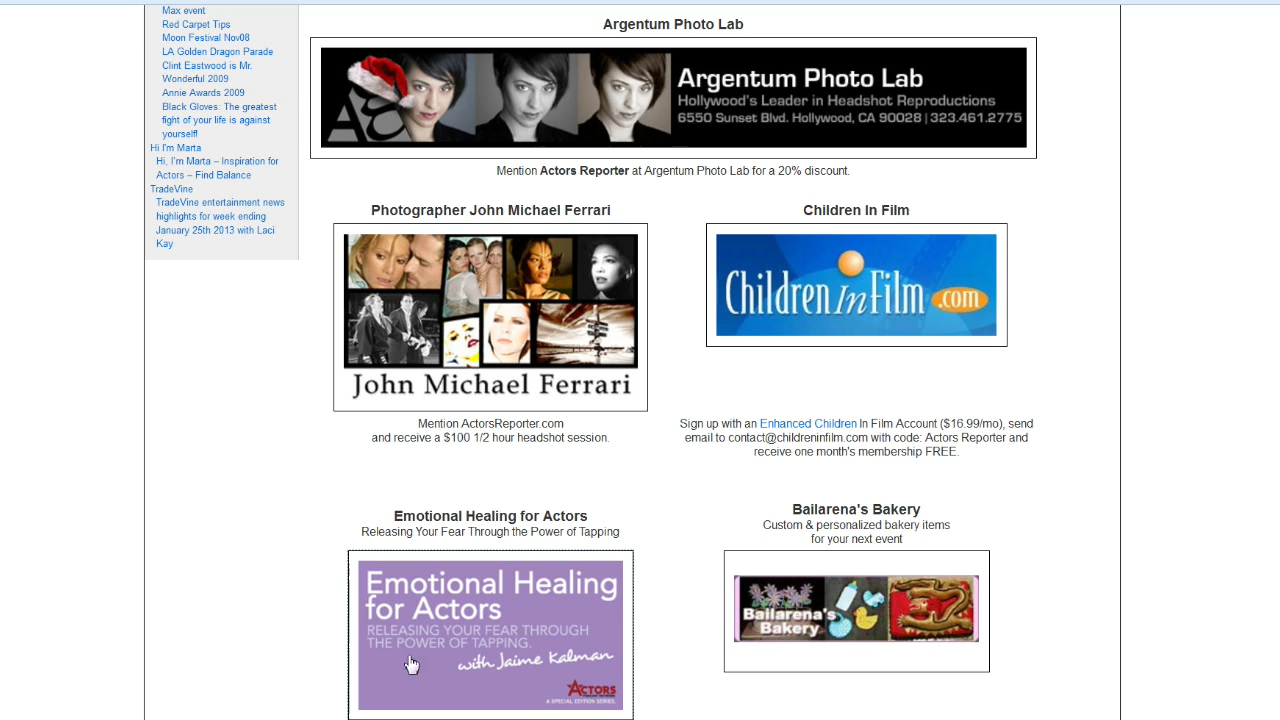 Max event
Red Carpet Tips
Moon Festival Nov08
LA Golden Dragon Parade
Clint Eastwood is Mr.
Wonderful 2009
Annie Awards 2009
Black Gloves: The greatest
fight of your life is against
yourself!
Hi I'm Marta
Hi, I'm Marta – Inspiration for
Actors – Find Balance
TradeVine
TradeVine entertainment news
highlights for week ending
January 25th 2013 with Laci
Kay
Argentum Photo Lab
Argentum Photo Lab
Hollywood's Leader in Headshot Reproductions
6550 Sunset Blvd. Hollywood, CA 90028 | 323.461.2775
Mention Actors Reporter at Argentum Photo Lab for a 20% discount.
Photographer John Michael Ferrari
John Michael Ferrari
Mention ActorsReporter.com
and receive a $100 1/2 hour headshot session.
Children In Film
Children In Film .com
Sign up with an Enhanced Children In Film Account ($16.99/mo), send
email to contact@childreninfilm.com with code: Actors Reporter and
receive one month's membership FREE.
Emotional Healing for Actors
Releasing Your Fear Through the Power of Tapping
Emotional Healing
for Actors
RELEASING YOUR FEAR THROUGH
THE POWER OF TAPPING.
with Jaime Kalman
ACTORS
A SPECIAL EDITION SERIES.
Bailarena's Bakery
Custom & personalized bakery items
for your next event
Bailarena's
Bakery